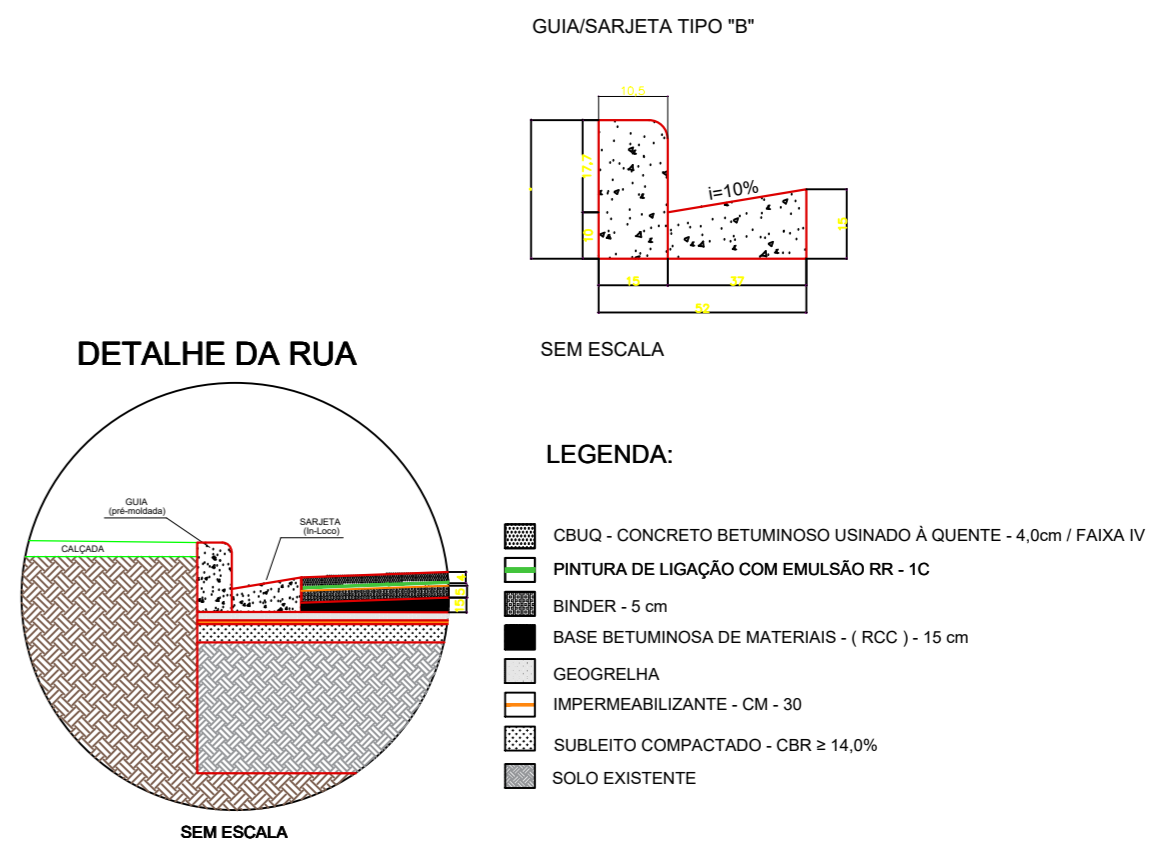 GUIA/SARJETA TIPO "B"
10,5
17,7
10
i=10%
15
15
37
52
SEM ESCALA
DETALHE DA RUA
GUIA
(pré-moldada)
SARJETA
(In-Loco)
CALÇADA
4
SEM ESCALA
LEGENDA:
CBUQ - CONCRETO BETUMINOSO USINADO À QUENTE - 4,0cm / FAIXA IV
PINTURA DE LIGAÇÃO COM EMULSÃO RR - 1C
BINDER - 5 cm
BASE BETUMINOSA DE MATERIAIS - ( RCC ) - 15 cm
GEOGRELHA
IMPERMEABILIZANTE - CM - 30
SUBLEITO COMPACTADO - CBR ≥ 14,0%
SOLO EXISTENTE